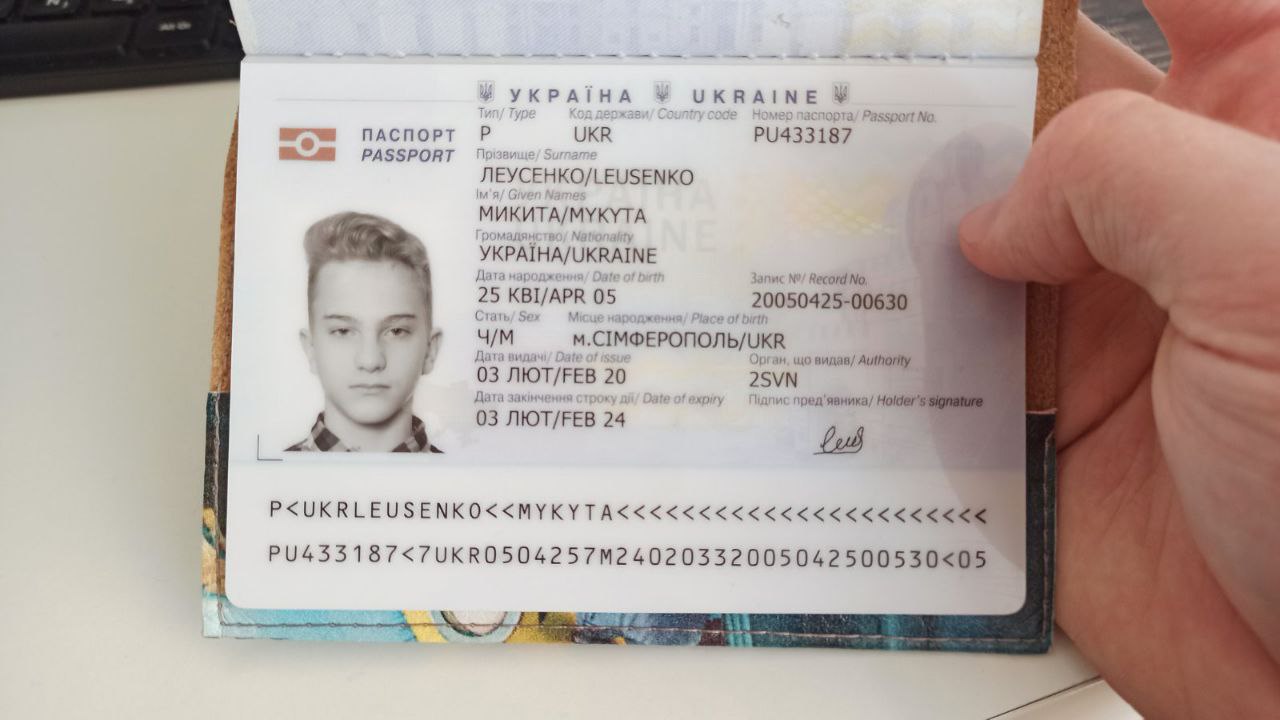 УКРАЇНА UKRAINE
ПАСПОРТ
PASSPORT
Тип/ Type Код держави/ Country code Номер паспорта/ Passport No.
P UKR PU433187
Прізвище/ Surname
ЛЕУСЕНКО/LEUSENKO
Ім'я/ Given Names
МИКИТА/MYKYTA
Громадянство/ Nationality
УКРАЇНА/UKRAINE
Дата народження/ Date of birth Запис №/ Record No.
25 КВІ/APR 05 20050425-00630
Стать/ Sex Місце народження/ Place of birth
Ч/M м.СІМФЕРОПОЛЬ/UKR
Дата видачі/ Date of issue Орган, що видав/ Authority
03 ЛЮТ/FEB 20 2SVN
Дата закінчення строку дії/ Date of expiry Підпис пред'явника/ Holder's signature
03 ЛЮТ/FEB 24
P<UKRLEUSENKO<<MYKYTA<<<<<<<<<<<<<<<<<<<<<<<
PU433187<7UKR0504257M2402033200504250​0530<05